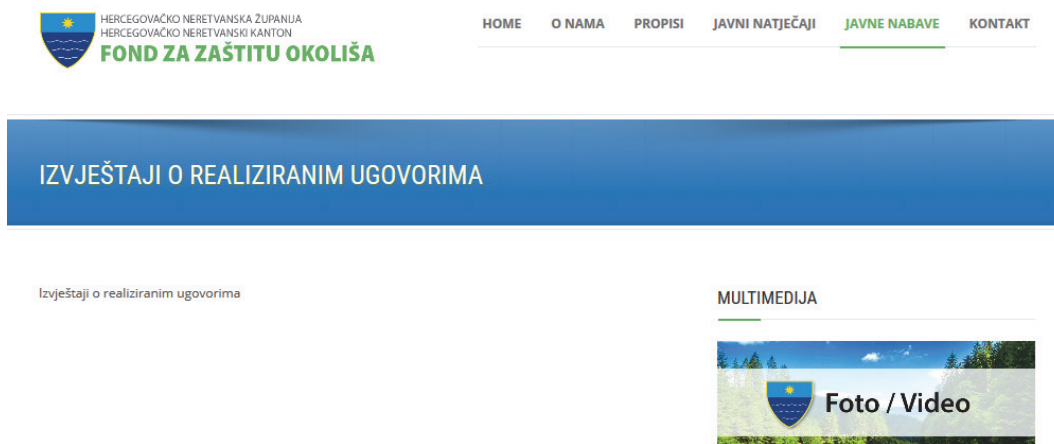 HERCEGOVAČKO NERETVANSKA ŽUPANIJA
HERCEGOVAČKO NERETVANSKI KANTON
FOND ZA ZAŠTITU OKOLIŠA
HOME O NAMA PROPISI JAVNI NATJEČAJI JAVNE NABAVE KONTAKT
IZVJEŠTAJI O REALIZIRANIM UGOVORIMA
Izvještaji o realiziranim ugovorima
MULTIMEDIJA
Foto / Video